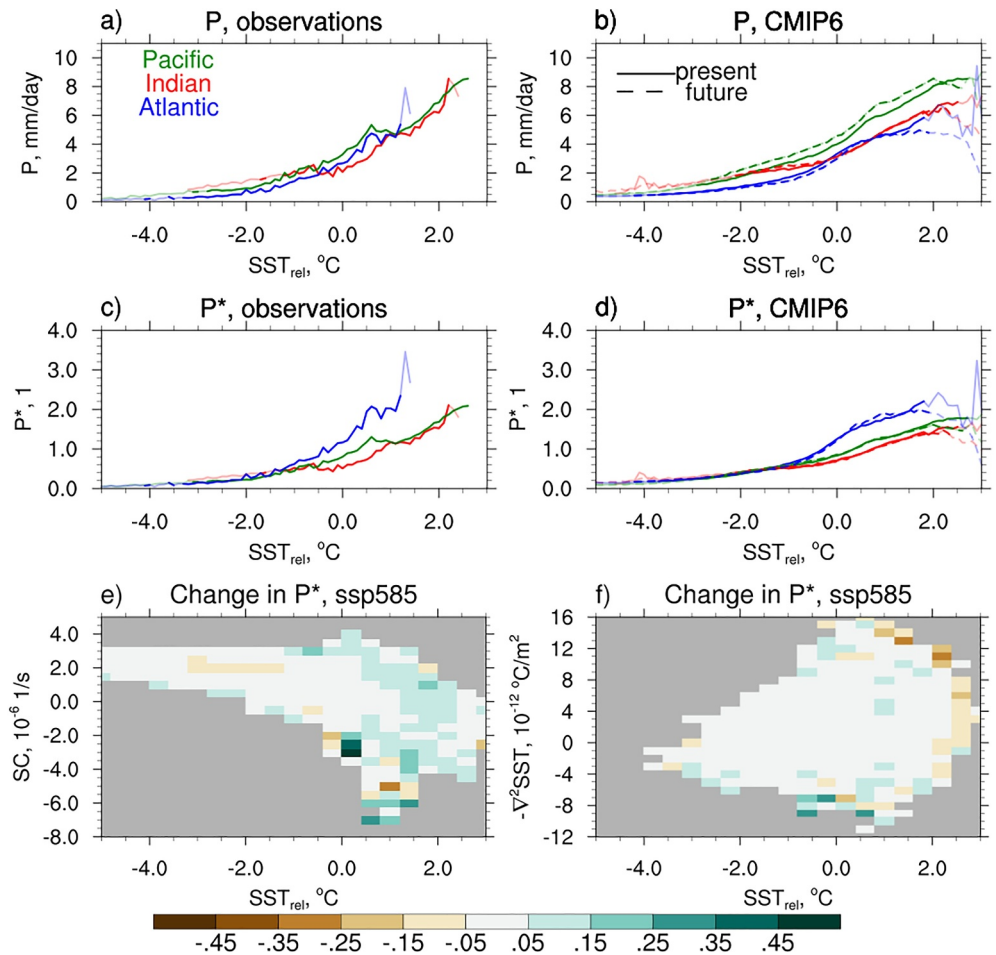 a) P, observations
b) P, CMIP6
Pacific
Indian
Atlantic
present
future
P, mm/day
10
8
6
4
2
0
-4.0 -2.0 0.0 2.0
SST_rel, °C
P, mm/day
10
8
6
4
2
0
-4.0 -2.0 0.0 2.0
SST_rel, °C
c) P*, observations
d) P*, CMIP6
P*, 1
4.0
3.0
2.0
1.0
0.0
-4.0 -2.0 0.0 2.0
SST_rel, °C
P*, 1
4.0
3.0
2.0
1.0
0.0
-4.0 -2.0 0.0 2.0
SST_rel, °C
e) Change in P*, ssp585
f) Change in P*, ssp585
SC, 10⁻⁶ 1/s
4.0
2.0
0.0
-2.0
-4.0
-6.0
-8.0
-4.0 -2.0 0.0 2.0
SST_rel, °C
-∇²SST, 10⁻¹² °C/m²
16
12
8
4
0
-4
-8
-12
-4.0 -2.0 0.0 2.0
SST_rel, °C
-.45 -.35 -.25 -.15 -.05 .05 .15 .25 .35 .45